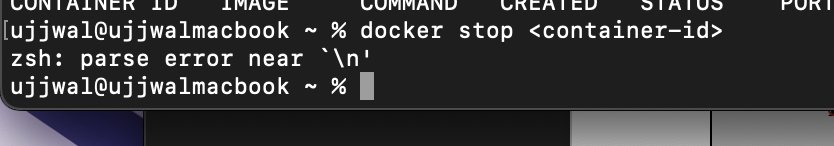 CONTAINER ID IMAGE COMMAND CREATED STATUS PORT
[ujjwal@ujjwalmacbook ~ % docker stop <container-id>
zsh: parse error near `\n'
ujjwal@ujjwalmacbook ~ %